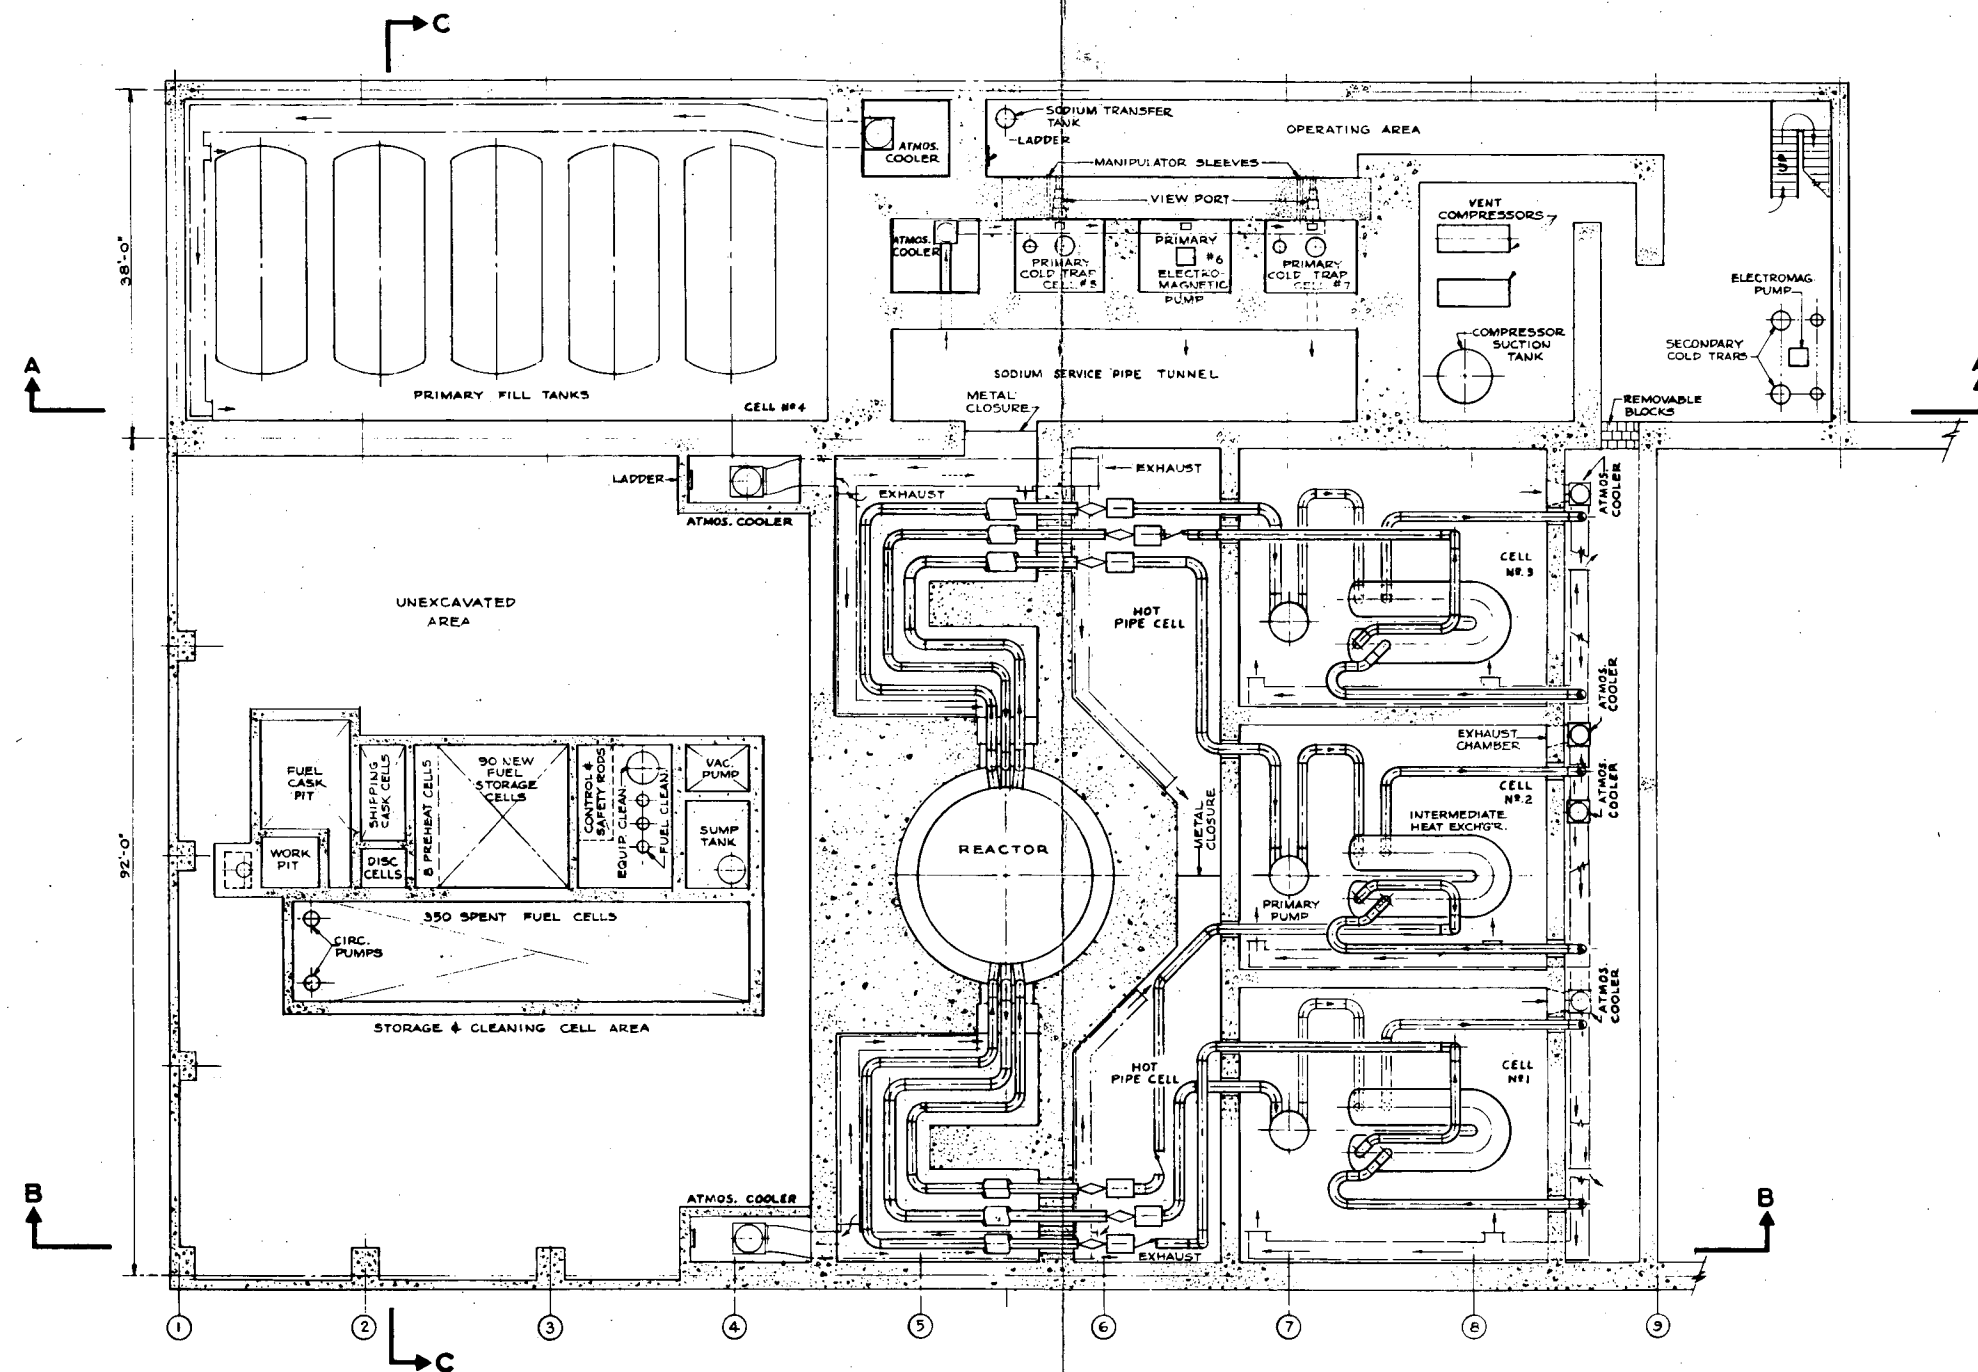 C
SODIUM TRANSFER
TANK
LADDER
OPERATING AREA
ATMOS.
COOLER
MANIPULATOR SLEEVES
UP
VIEW PORT
VENT
COMPRESSORS
ATMOS.
COOLER
PRIMARY
COLD TRAP
CELL #5
PRIMARY
#6
ELECTRO-
MAGNETIC
PUMP
PRIMARY
COLD TRAP
CELL #7
38'-0"
ELECTROMAG.
PUMP
COMPRESSOR
SUCTION
TANK
SECONDARY
COLD TRAPS
A
A
SODIUM SERVICE PIPE TUNNEL
PRIMARY FILL TANKS
CELL Nº4
METAL
CLOSURE
REMOVABLE
BLOCKS
LADDER
EXHAUST
EXHAUST
ATMOS. COOLER
ATMOS.
COOLER
CELL
Nº.3
UNEXCAVATED
AREA
HOT
PIPE CELL
ATMOS.
COOLER
EXHAUST
CHAMBER
FUEL
CASK
PIT
SHIPPING
CASK CELLS
8 PREHEAT CELLS
90 NEW
FUEL
STORAGE
CELLS
CONTROL &
SAFETY RODS
EQUIP. CLEAN.
FUEL CLEAN.
VAC.
PUMP
SUMP
TANK
WORK
PIT
DISC
CELLS
METAL
CLOSURE
CELL
Nº.2
ATMOS.
COOLER
INTERMEDIATE
HEAT EXCH'G'R.
REACTOR
92'-0"
PRIMARY
PUMP
350 SPENT FUEL CELLS
CIRC.
PUMPS
STORAGE & CLEANING CELL AREA
ATMOS.
COOLER
HOT
PIPE CELL
CELL
Nº1
ATMOS. COOLER
B
B
EXHAUST
1 2 3 4 5 6 7 8 9
C